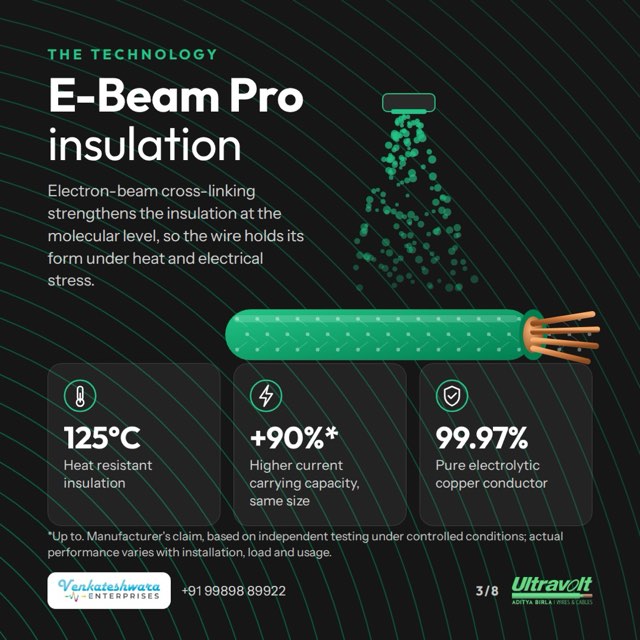 THE TECHNOLOGY
E-Beam Pro
insulation
Electron-beam cross-linking
strengthens the insulation at the
molecular level, so the wire holds its
form under heat and electrical
stress.
125°C
Heat resistant
insulation
+90%*
Higher current
carrying capacity,
same size
99.97%
Pure electrolytic
copper conductor
*Up to. Manufacturer's claim, based on independent testing under controlled conditions; actual
performance varies with installation, load and usage.
Venkateshwara
ENTERPRISES
+91 99898 89922
3/8
Ultravolt
ADITYA BIRLA | WIRES & CABLES